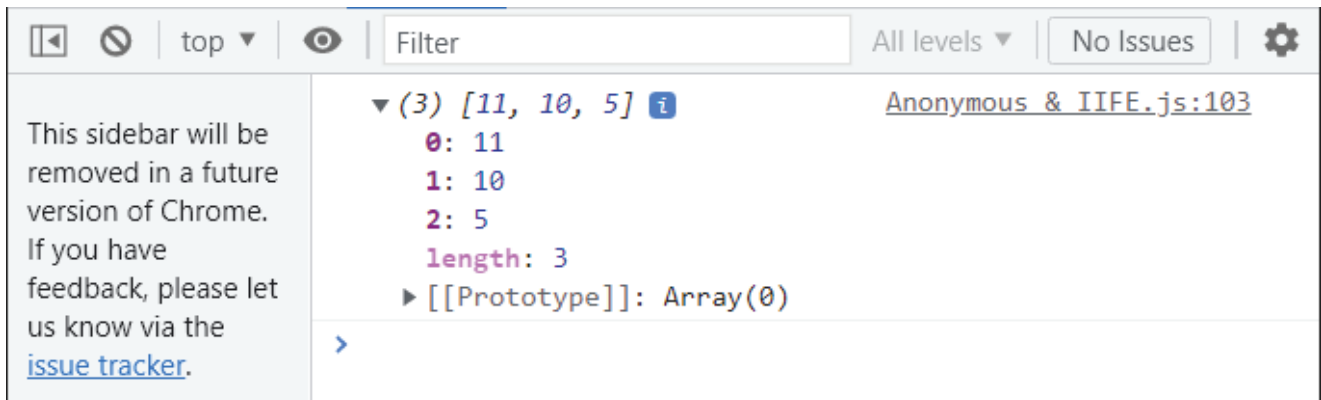 top ▼ Filter All levels ▼ No Issues
This sidebar will be
removed in a future
version of Chrome.
If you have
feedback, please let
us know via the
issue tracker.
▼ (3) [11, 10, 5] i Anonymous & IIFE.js:103
0: 11
1: 10
2: 5
length: 3
▶ [[Prototype]]: Array(0)
>